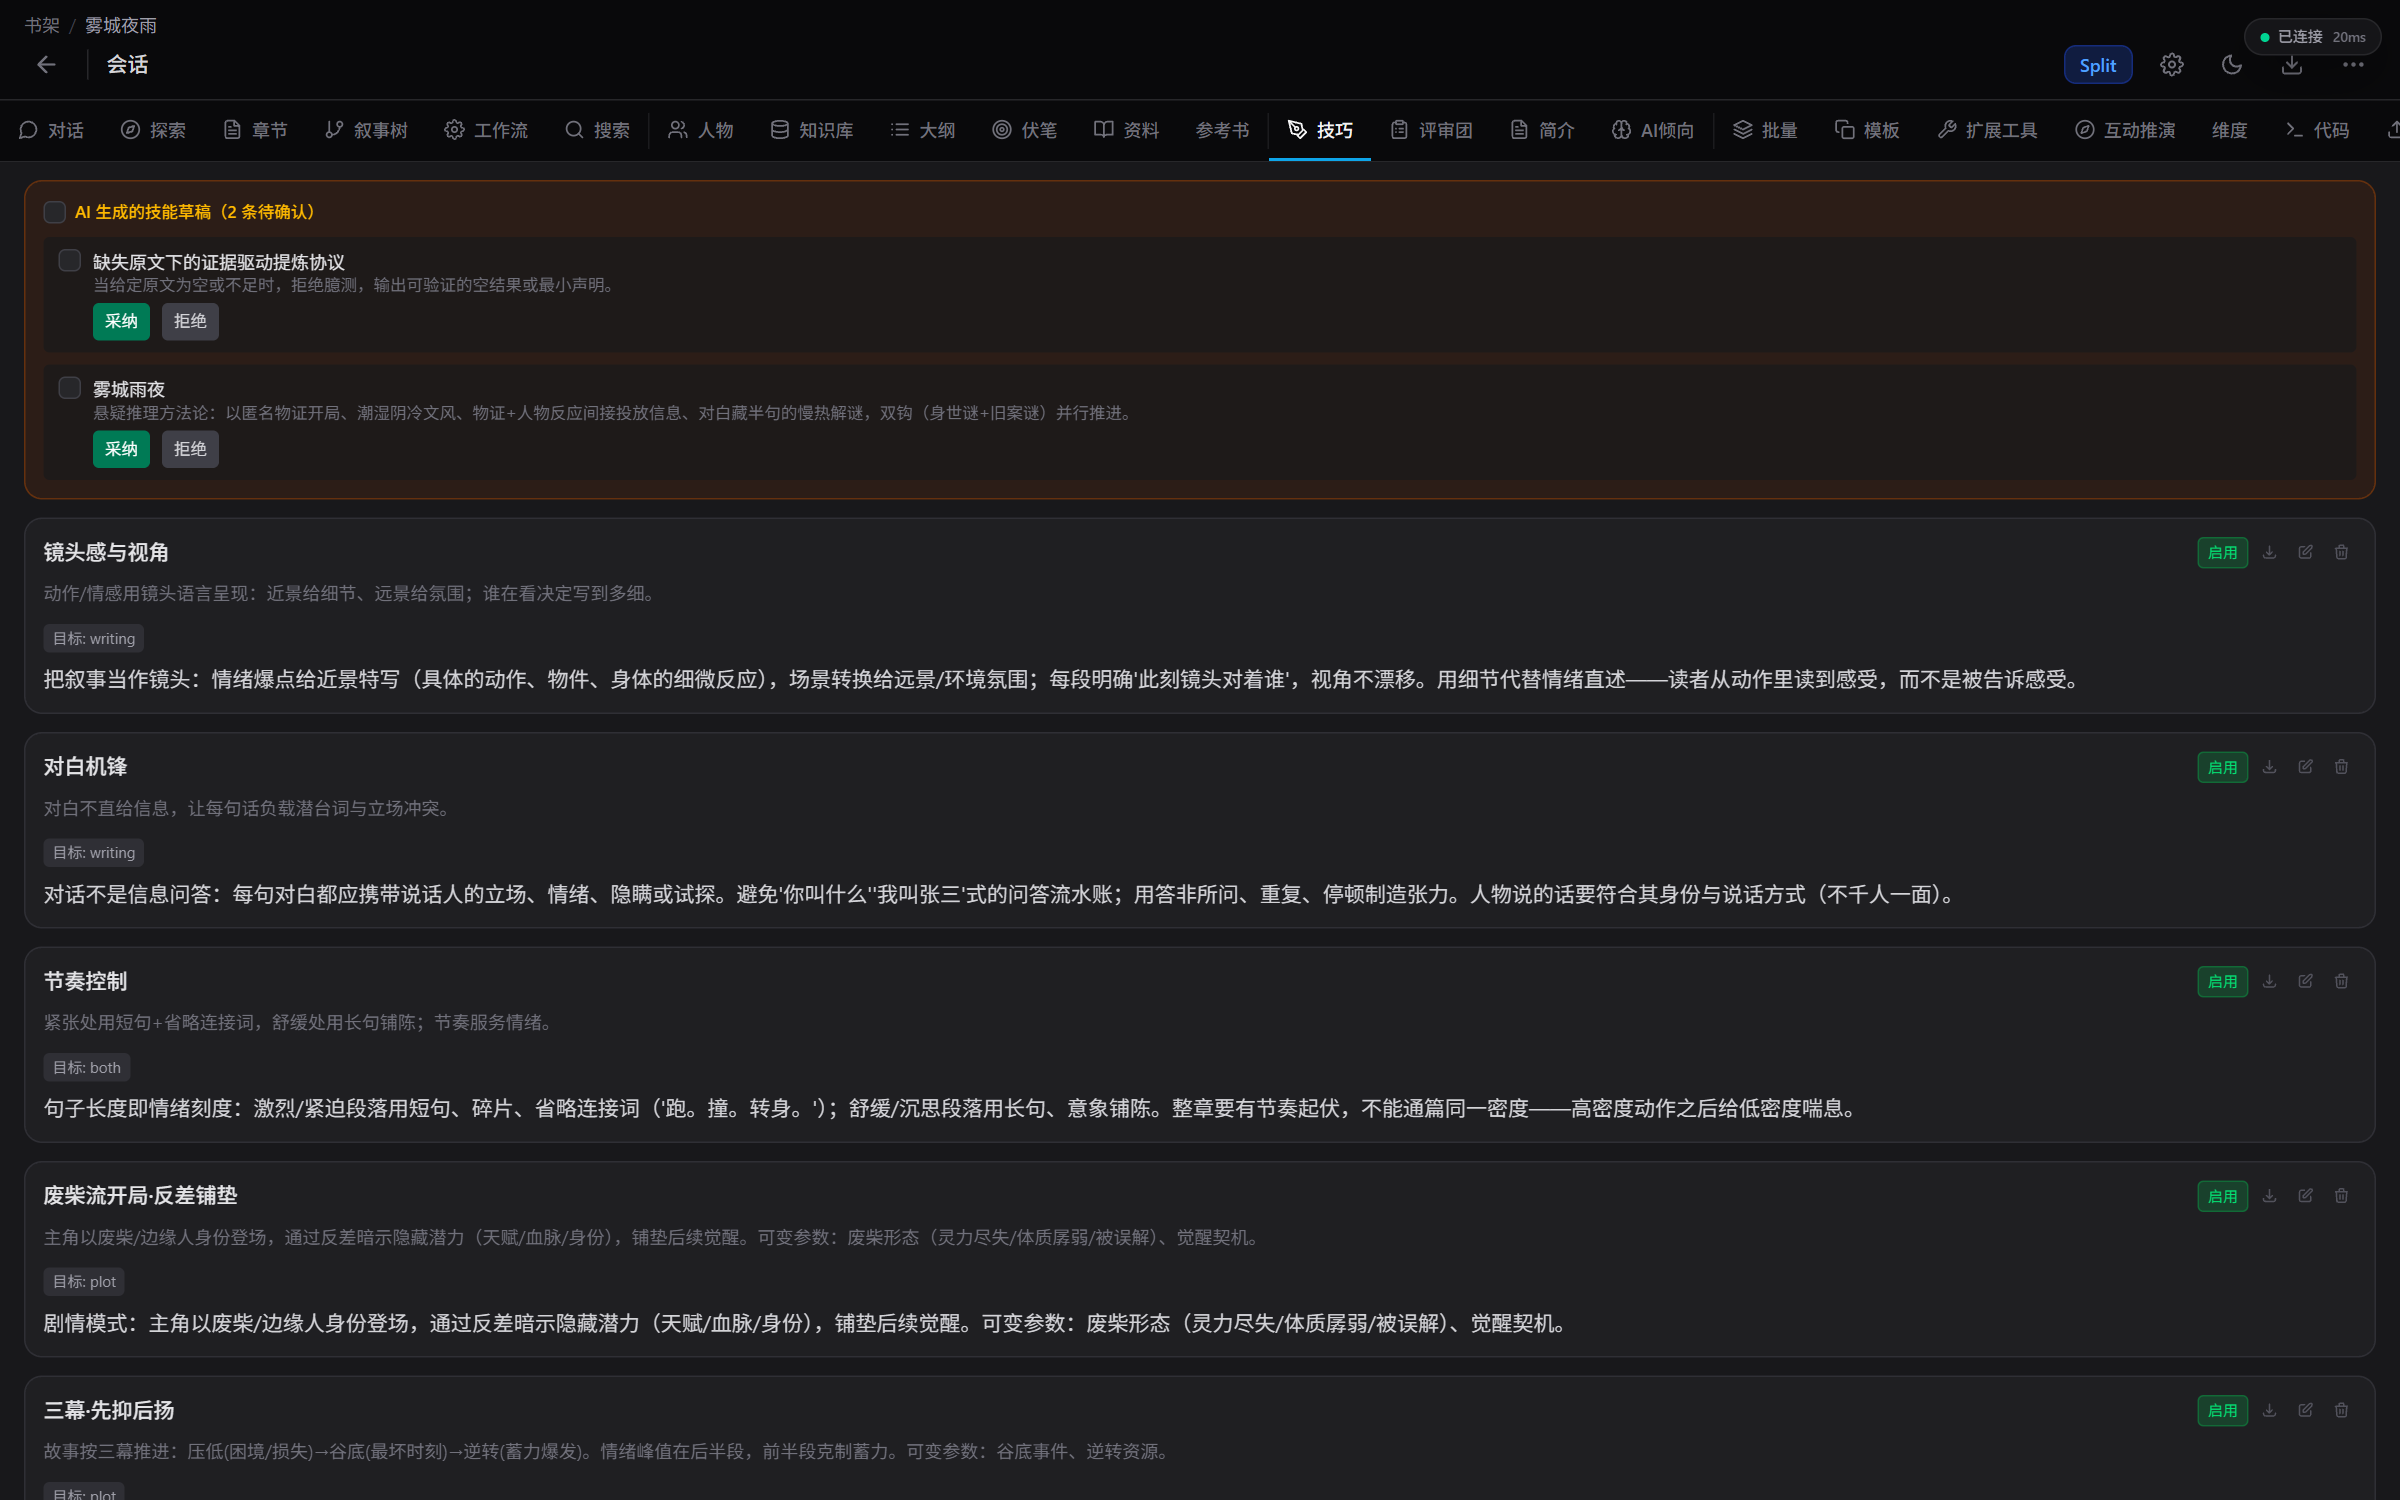 书架 / 雾城夜雨
会话
Split
已连接 20ms
对话 探索 章节 叙事树 工作流 搜索 人物 知识库 大纲 伏笔 资料 参考书 技巧 评审团 简介 AI倾向 批量 模板 扩展工具 互动推演 维度 代码
AI 生成的技能草稿（2 条待确认）
缺失原文下的证据驱动提炼协议
当给定原文为空或不足时，拒绝臆测，输出可验证的空结果或最小声明。
采纳 拒绝
雾城雨夜
悬疑推理方法论：以匿名物证开局、潮湿阴冷文风、物证+人物反应间接投放信息、对白藏半句的慢热解谜，双钩（身世谜+旧案谜）并行推进。
采纳 拒绝
镜头感与视角
启用
动作/情感用镜头语言呈现：近景给细节、远景给氛围；谁在看决定写到多细。
目标: writing
把叙事当作镜头：情绪爆点给近景特写（具体的动作、物件、身体的细微反应），场景转换给远景/环境氛围；每段明确'此刻镜头对着谁'，视角不漂移。用细节代替情绪直述——读者从动作里读到感受，而不是被告诉感受。
对白机锋
启用
对白不直给信息，让每句话负载潜台词与立场冲突。
目标: writing
对话不是信息问答：每句对白都应携带说话人的立场、情绪、隐瞒或试探。避免'你叫什么''我叫张三'式的问答流水账；用答非所问、重复、停顿制造张力。人物说的话要符合其身份与说话方式（不千人一面）。
节奏控制
启用
紧张处用短句+省略连接词，舒缓处用长句铺陈；节奏服务情绪。
目标: both
句子长度即情绪刻度：激烈/紧迫段落用短句、碎片、省略连接词（'跑。撞。转身。'）；舒缓/沉思段落用长句、意象铺陈。整章要有节奏起伏，不能通篇同一密度——高密度动作之后给低密度喘息。
废柴流开局·反差铺垫
启用
主角以废柴/边缘人身份登场，通过反差暗示隐藏潜力（天赋/血脉/身份），铺垫后续觉醒。可变参数：废柴形态（灵力尽失/体质孱弱/被误解）、觉醒契机。
目标: plot
剧情模式：主角以废柴/边缘人身份登场，通过反差暗示隐藏潜力（天赋/血脉/身份），铺垫后续觉醒。可变参数：废柴形态（灵力尽失/体质孱弱/被误解）、觉醒契机。
三幕·先抑后扬
启用
故事按三幕推进：压低(困境/损失)→谷底(最坏时刻)→逆转(蓄力爆发)。情绪峰值在后半段，前半段克制蓄力。可变参数：谷底事件、逆转资源。
目标: plot